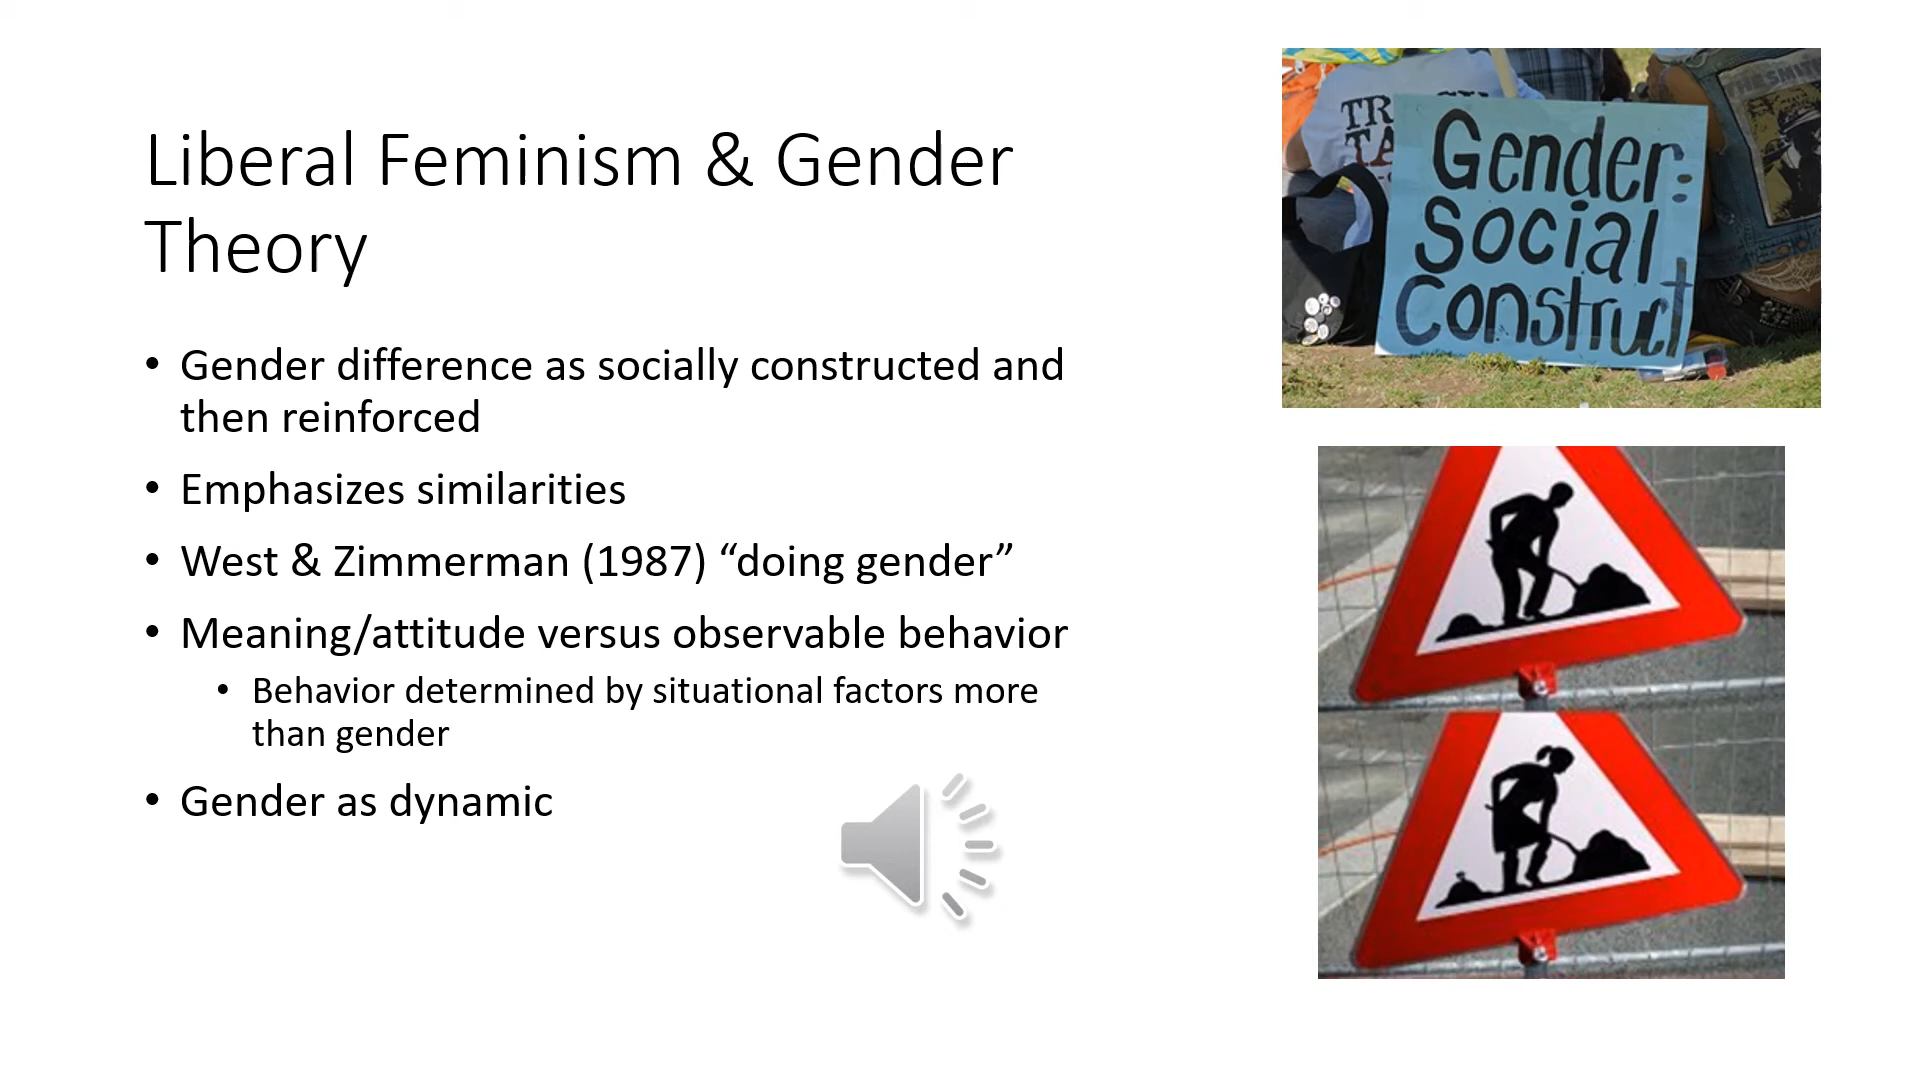 Liberal Feminism & Gender
Theory
• Gender difference as socially constructed and
then reinforced
• Emphasizes similarities
• West & Zimmerman (1987) “doing gender”
• Meaning/attitude versus observable behavior
• Behavior determined by situational factors more
than gender
• Gender as dynamic
Gender:
Social
Construct